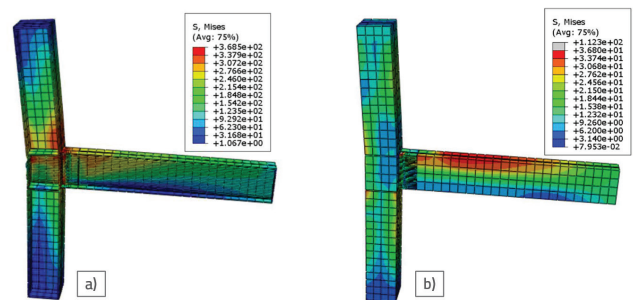 S, Mises
(Avg: 75%)
+3.685e+02
+3.379e+02
+3.072e+02
+2.766e+02
+2.460e+02
+2.154e+02
+1.848e+02
+1.542e+02
+1.235e+02
+9.292e+01
+6.230e+01
+3.168e+01
+1.067e+00
a)
S, Mises
(Avg: 75%)
+1.123e+02
+3.680e+01
+3.374e+01
+3.068e+01
+2.762e+01
+2.456e+01
+2.150e+01
+1.844e+01
+1.538e+01
+1.232e+01
+9.260e+00
+6.200e+00
+3.140e+00
+7.953e-02
b)